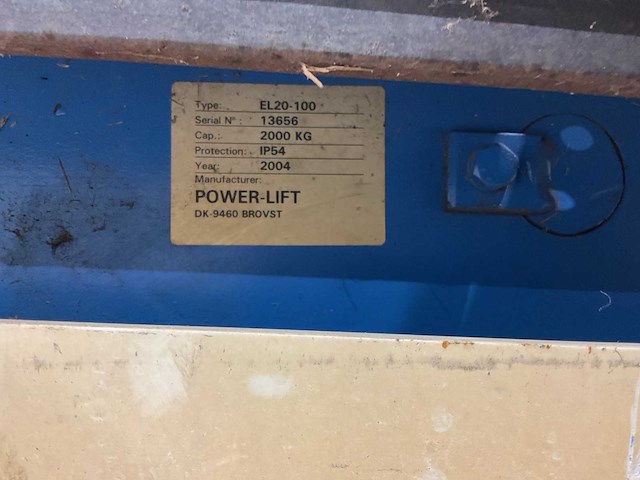 Type: EL20-100
Serial N° : 13656
Cap.: 2000 KG
Protection: IP54
Year: 2004
Manufacturer:
POWER-LIFT
DK-9460 BROVST